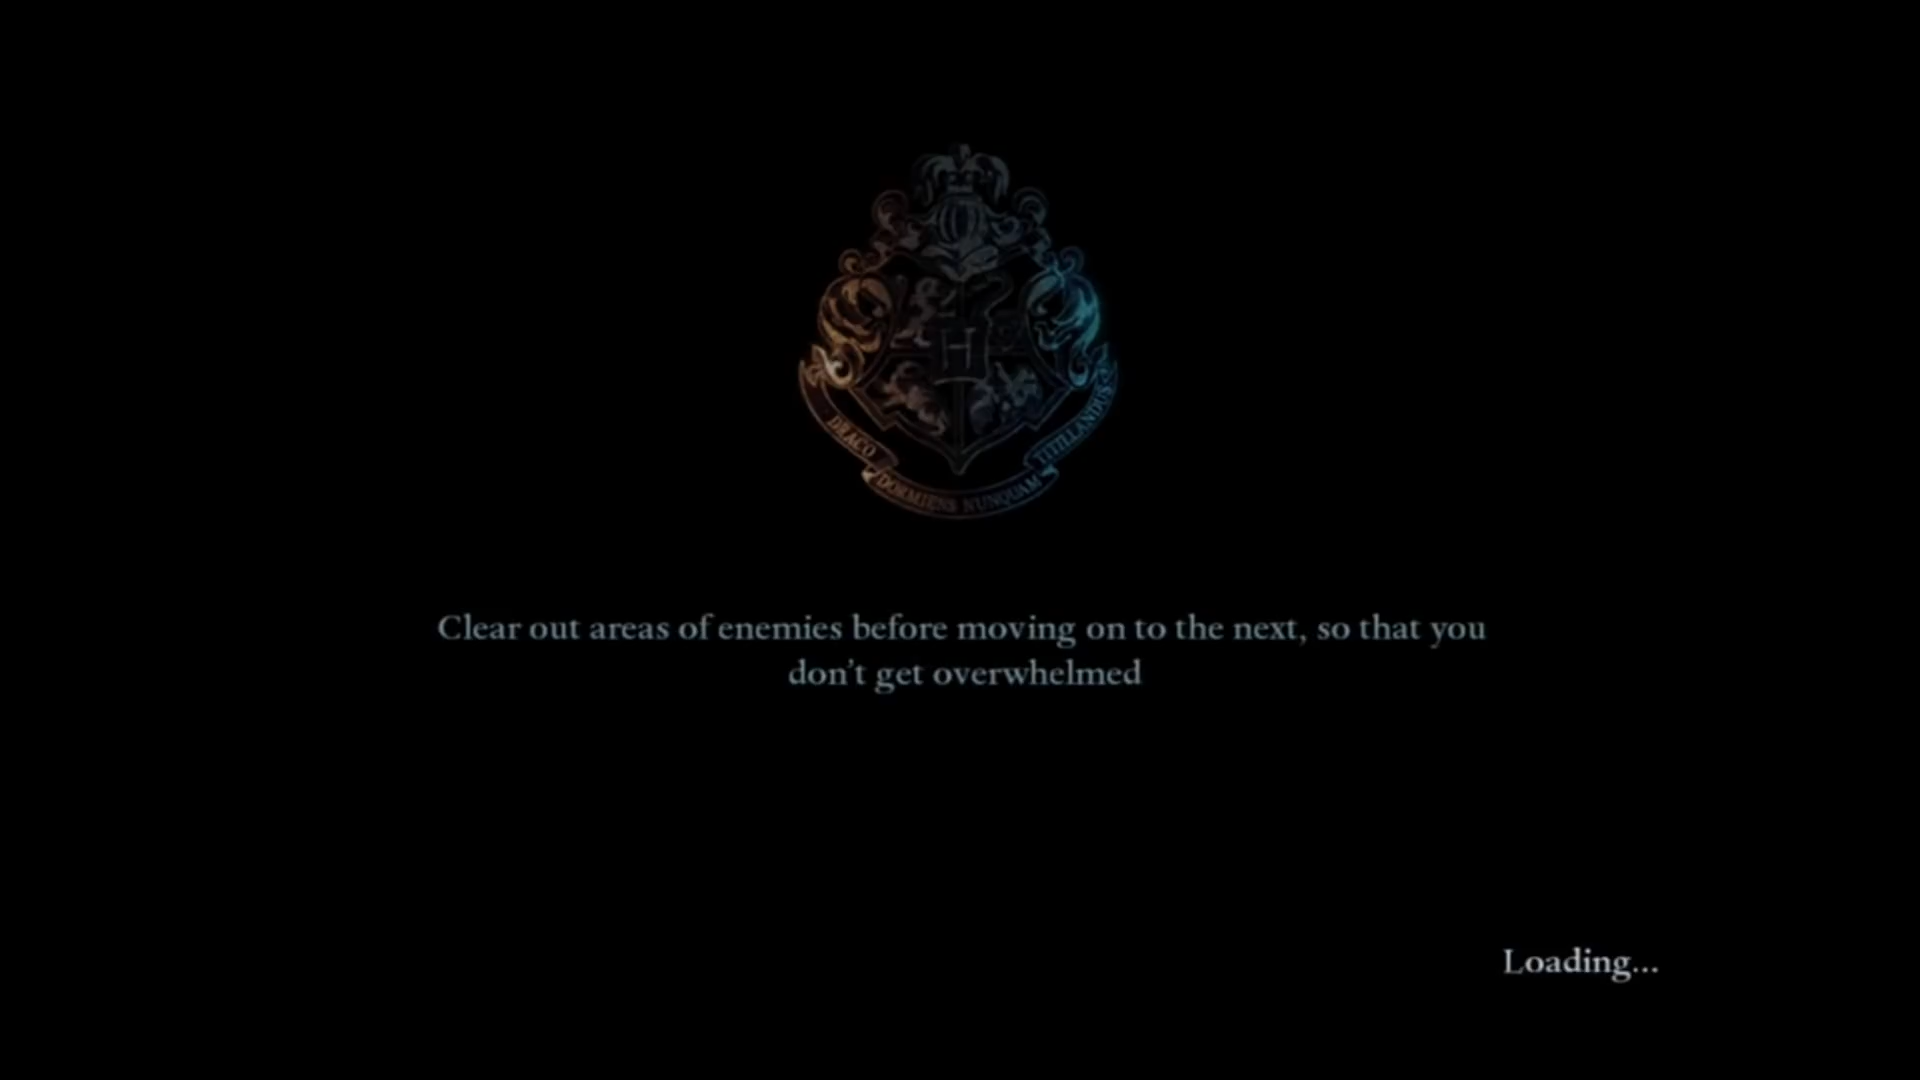 H
DRACO
DORMIENS NUNQUAM
TITILLANDUS
Clear out areas of enemies before moving on to the next, so that you
don't get overwhelmed
Loading...